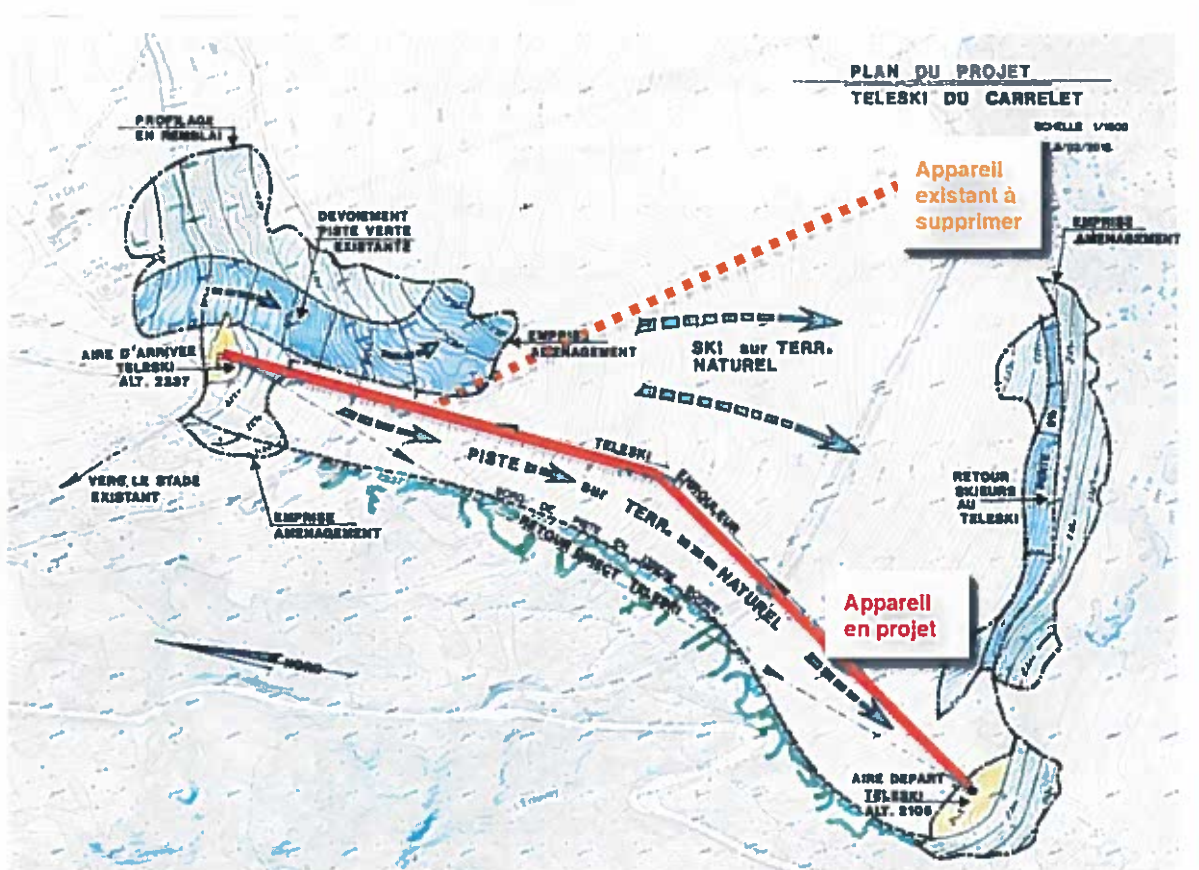 PLAN DU PROJET
TELESKI DU CARRELET
ECHELLE 1/1500
PROFILAGE
EN REMBLAI
Appareil
existant à
supprimer
DEVOIEMENT
PISTE VERTE
EXISTANTE
EMPRISE
AMENAGEMENT
AIRE D'ARRIVEE
TELESKI
ALT. 2237
EMPRISE
AMENAGEMENT
SKI sur TERR.
NATUREL
VERS LE STADE
EXISTANT
EMPRISE
AMENAGEMENT
TELESKI
PISTE
sur
TERR.
NATUREL
RETOUR DIRECT TELESKI
RETOUR
SKIEURS
AU
TELESKI
Appareil
en projet
NORD
AIRE DEPART
TELESKI
ALT. 2105